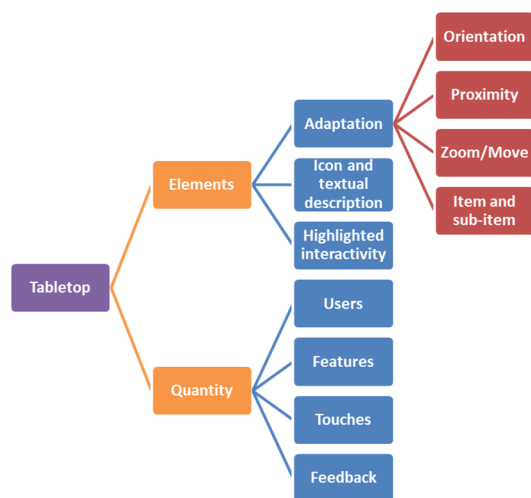 Orientation
Proximity
Adaptation
Zoom/Move
Icon and
textual
description
Elements
Item and
sub-item
Highlighted
interactivity
Tabletop
Users
Features
Quantity
Touches
Feedback